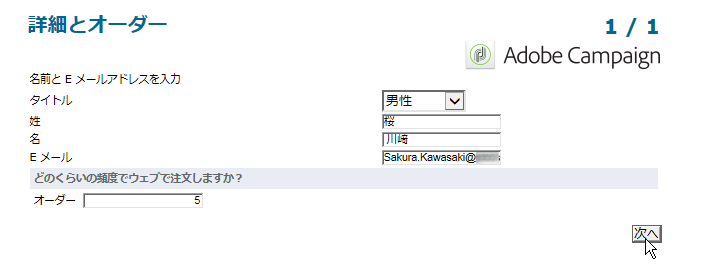 詳細とオーダー
1 / 1
Adobe Campaign
名前と E メールアドレスを入力
タイトル 男性
姓 桜
名 川﨑
E メール Sakura.Kawasaki@
どのくらいの頻度でウェブで注文しますか？
オーダー 5
次へ